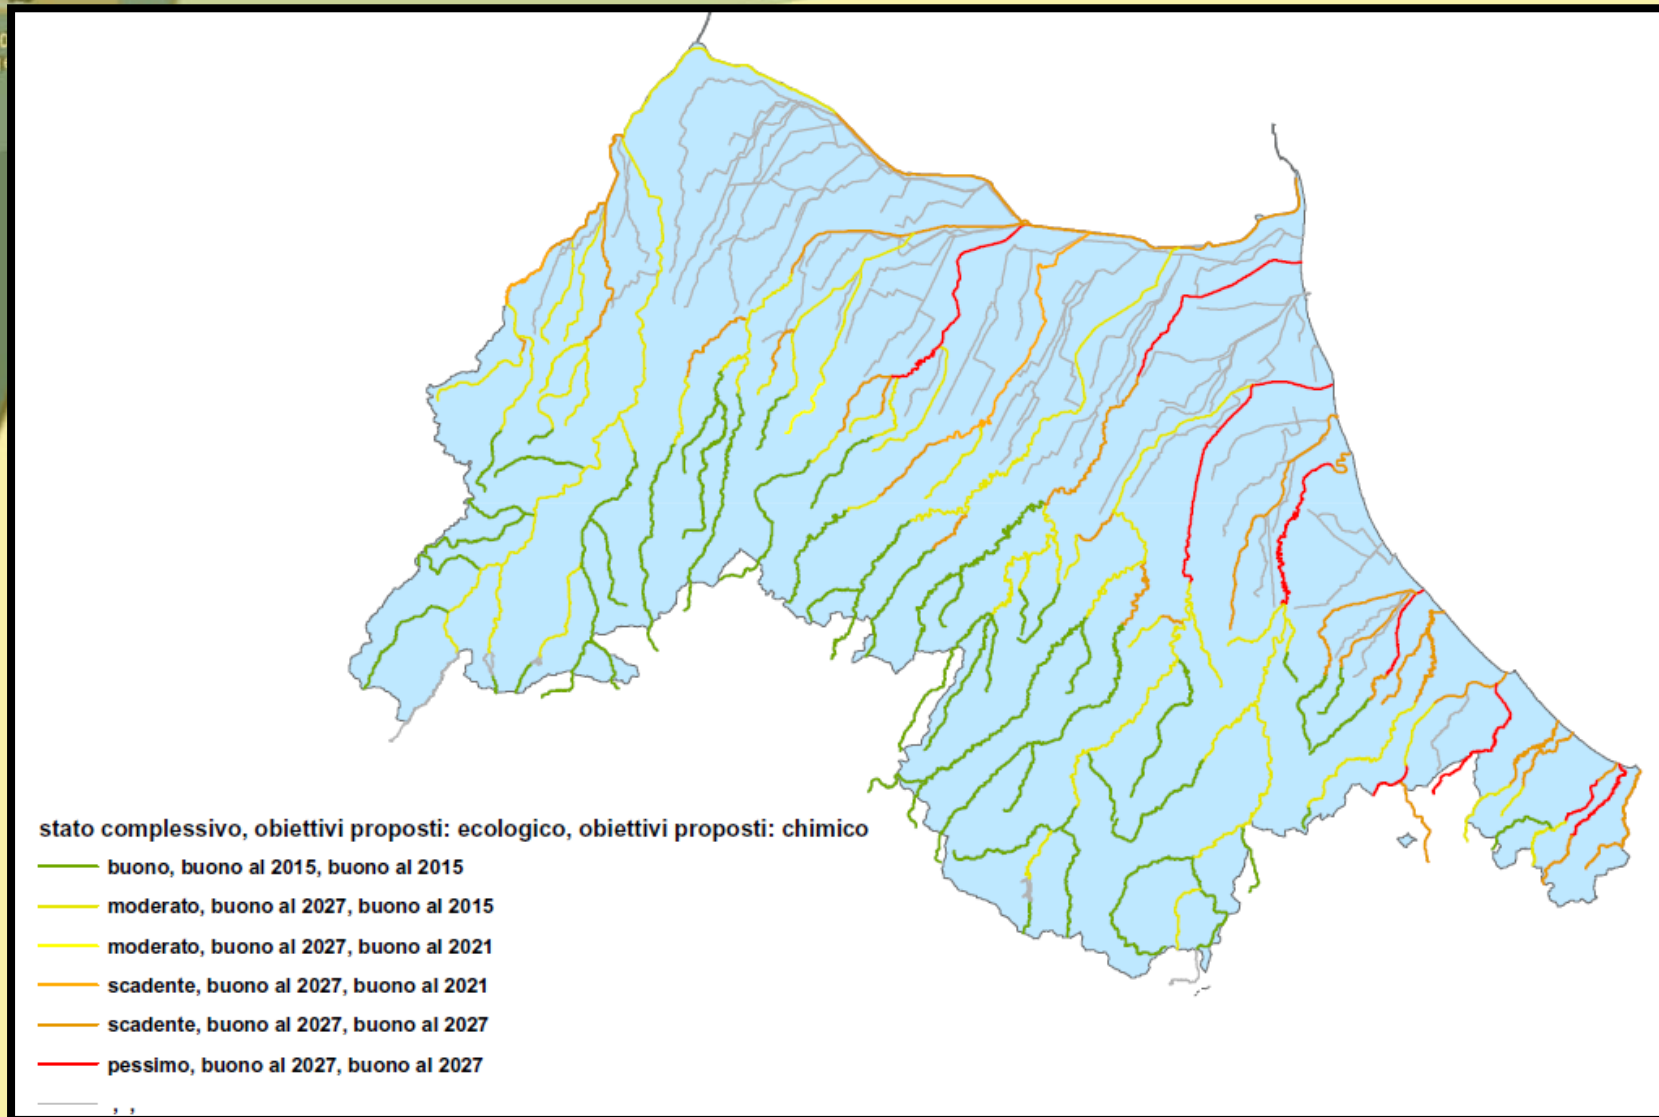 stato complessivo, obiettivi proposti: ecologico, obiettivi proposti: chimico
buono, buono al 2015, buono al 2015
moderato, buono al 2027, buono al 2015
moderato, buono al 2027, buono al 2021
scadente, buono al 2027, buono al 2021
scadente, buono al 2027, buono al 2027
pessimo, buono al 2027, buono al 2027
, ,